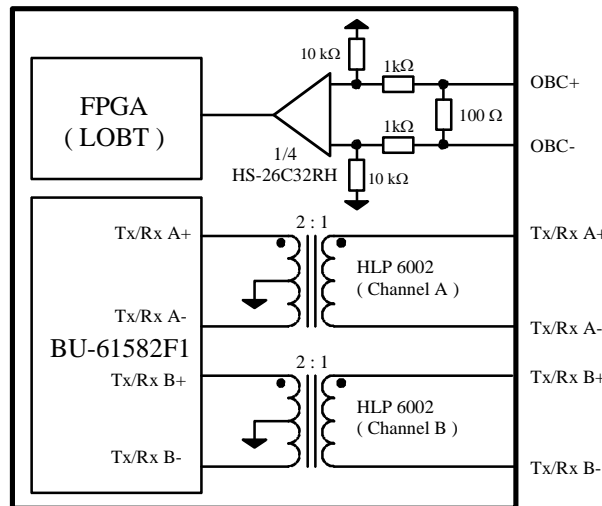 10 kΩ
1kΩ
OBC+
FPGA
( LOBT )
100 Ω
1kΩ
OBC-
1/4
HS-26C32RH
10 kΩ
2 : 1
Tx/Rx A+
Tx/Rx A+
HLP 6002
( Channel A )
Tx/Rx A-
Tx/Rx A-
BU-61582F1
2 : 1
Tx/Rx B+
Tx/Rx B+
HLP 6002
( Channel B )
Tx/Rx B-
Tx/Rx B-